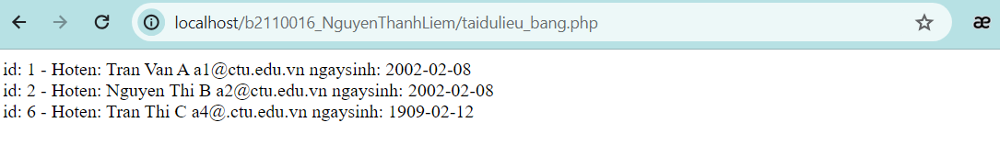 localhost/b2110016_NguyenThanhLiem/taidulieu_bang.php
æ
id: 1 - Hoten: Tran Van A a1@ctu.edu.vn ngaysinh: 2002-02-08
id: 2 - Hoten: Nguyen Thi B a2@ctu.edu.vn ngaysinh: 2002-02-08
id: 6 - Hoten: Tran Thi C a4@.ctu.edu.vn ngaysinh: 1909-02-12